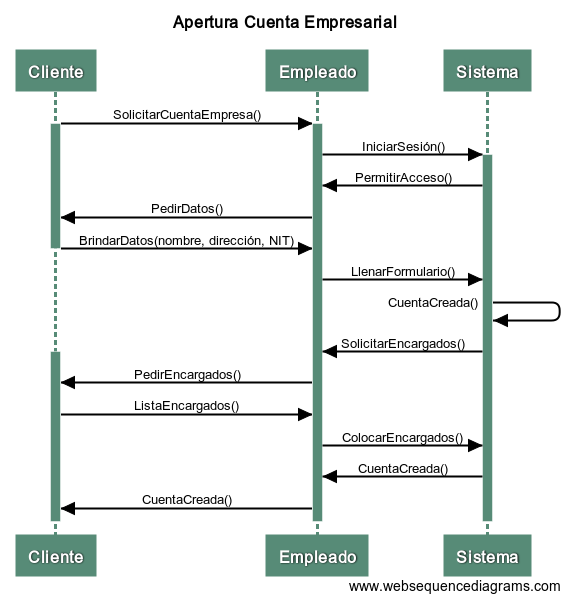 Apertura Cuenta Empresarial
Cliente Empleado Sistema
SolicitarCuentaEmpresa()
IniciarSesión()
PermitirAcceso()
PedirDatos()
BrindarDatos(nombre, dirección, NIT)
LlenarFormulario()
CuentaCreada()
SolicitarEncargados()
PedirEncargados()
ListaEncargados()
ColocarEncargados()
CuentaCreada()
CuentaCreada()
Cliente Empleado Sistema
www.websequencediagrams.com